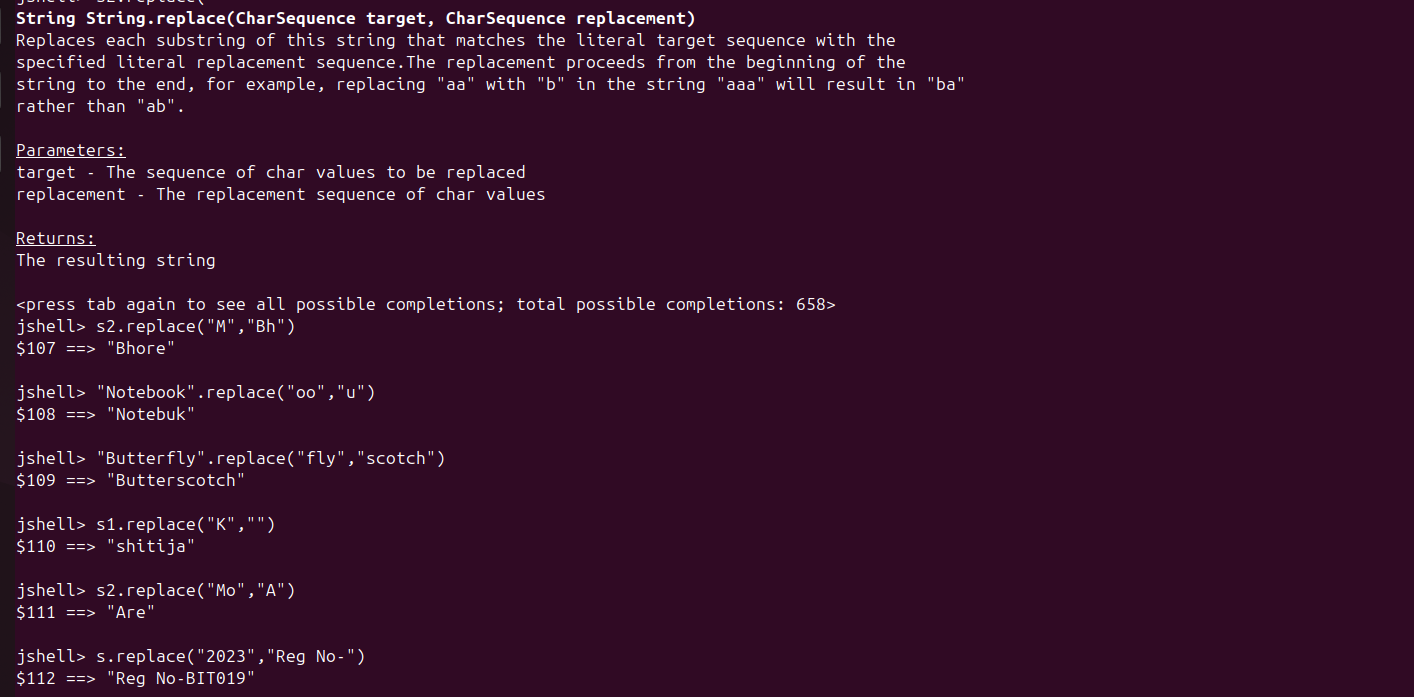 jshell> s2.replace(
String String.replace(CharSequence target, CharSequence replacement)
Replaces each substring of this string that matches the literal target sequence with the
specified literal replacement sequence.The replacement proceeds from the beginning of the
string to the end, for example, replacing "aa" with "b" in the string "aaa" will result in "ba"
rather than "ab".
Parameters:
target - The sequence of char values to be replaced
replacement - The replacement sequence of char values
Returns:
The resulting string
<press tab again to see all possible completions; total possible completions: 658>
jshell> s2.replace("M","Bh")
$107 ==> "Bhore"
jshell> "Notebook".replace("oo","u")
$108 ==> "Notebuk"
jshell> "Butterfly".replace("fly","scotch")
$109 ==> "Butterscotch"
jshell> s1.replace("K","")
$110 ==> "shitija"
jshell> s2.replace("Mo","A")
$111 ==> "Are"
jshell> s.replace("2023","Reg No-")
$112 ==> "Reg No-BIT019"